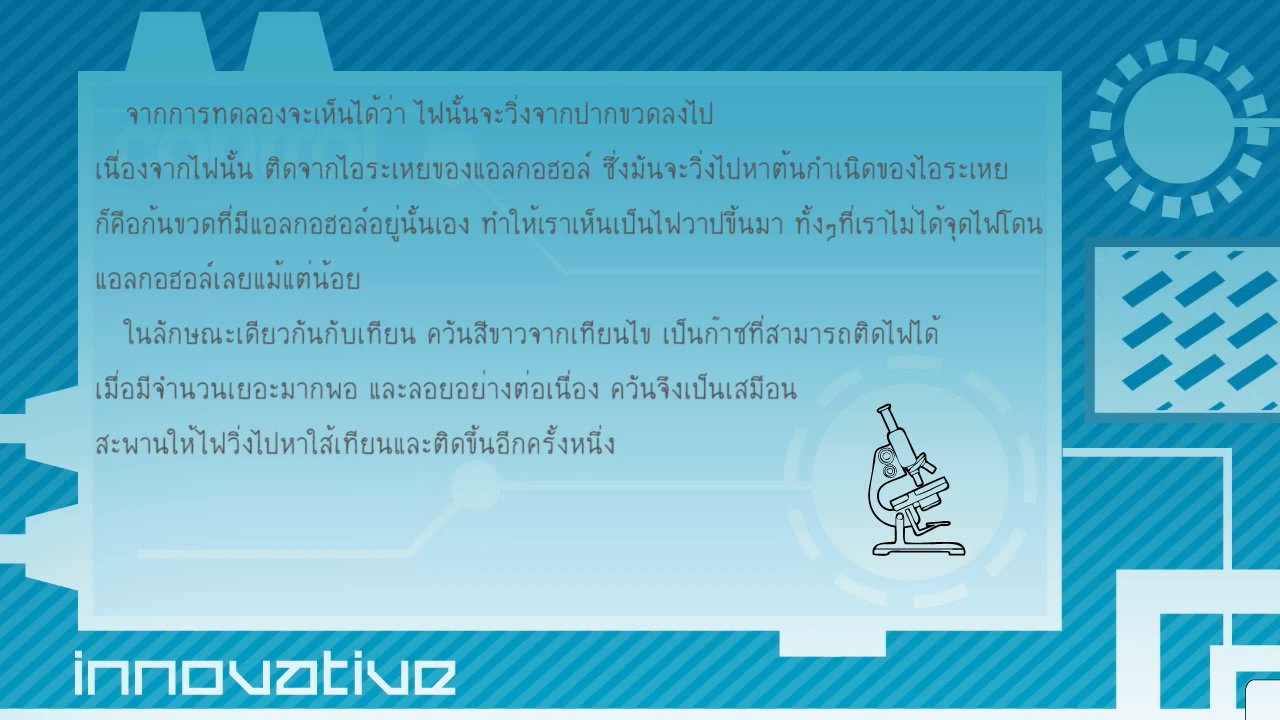 จากการทดลองจะเห็นได้ว่า ไฟนั้นจะวิ่งจากปากขวดลงไป
เนื่องจากไฟนั้น ติดจากไอระเหยของแอลกอฮอล์ ซึ่งมันจะวิ่งไปหาต้นกำเนิดของไอระเหย
ก็คือก้นขวดที่มีแอลกอฮอล์อยู่นั้นเอง ทำให้เราเห็นเป็นไฟวาปขึ้นมา ทั้งๆที่เราไม่ได้จุดไฟโดน
แอลกอฮอล์เลยแม้แต่น้อย
ในลักษณะเดียวกันกับเทียน ควันสีขาวจากเทียนไข เป็นก๊าซที่สามารถติดไฟได้
เมื่อมีจำนวนเยอะมากพอ และลอยอย่างต่อเนื่อง ควันจึงเป็นเสมือน
สะพานให้ไฟวิ่งไปหาใส้เทียนและติดขึ้นอีกครั้งหนึ่ง
innovative